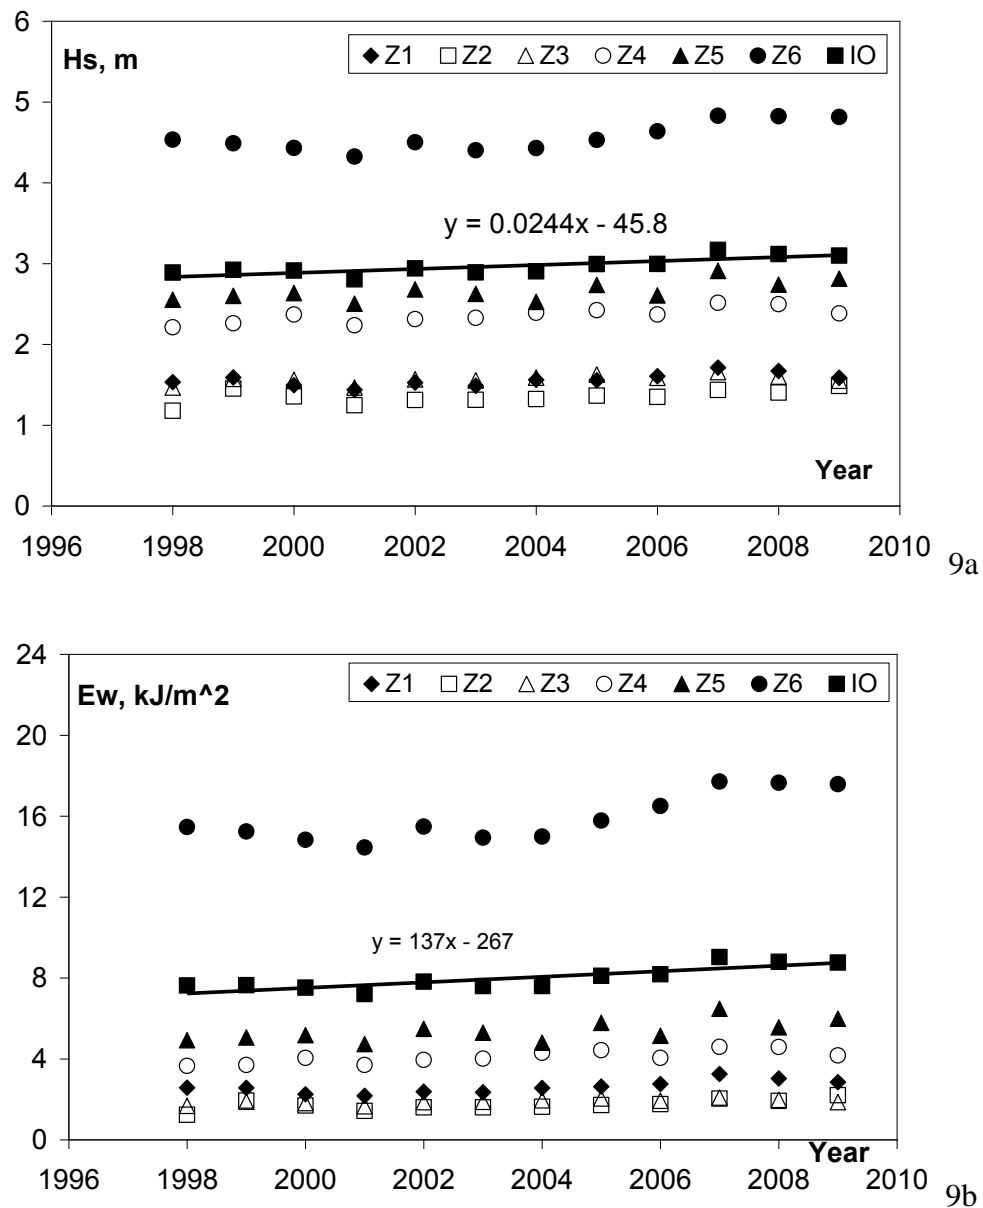 6
Hs, m
Z1 Z2 Z3 Z4 Z5 Z6 IO
5
4
y = 0.0244x - 45.8
3
2
1
Year
0
1996 1998 2000 2002 2004 2006 2008 2010
9a
24
Ew, kJ/m^2
Z1 Z2 Z3 Z4 Z5 Z6 IO
20
16
12
y = 137x - 267
8
4
0
Year
1996 1998 2000 2002 2004 2006 2008 2010
9b